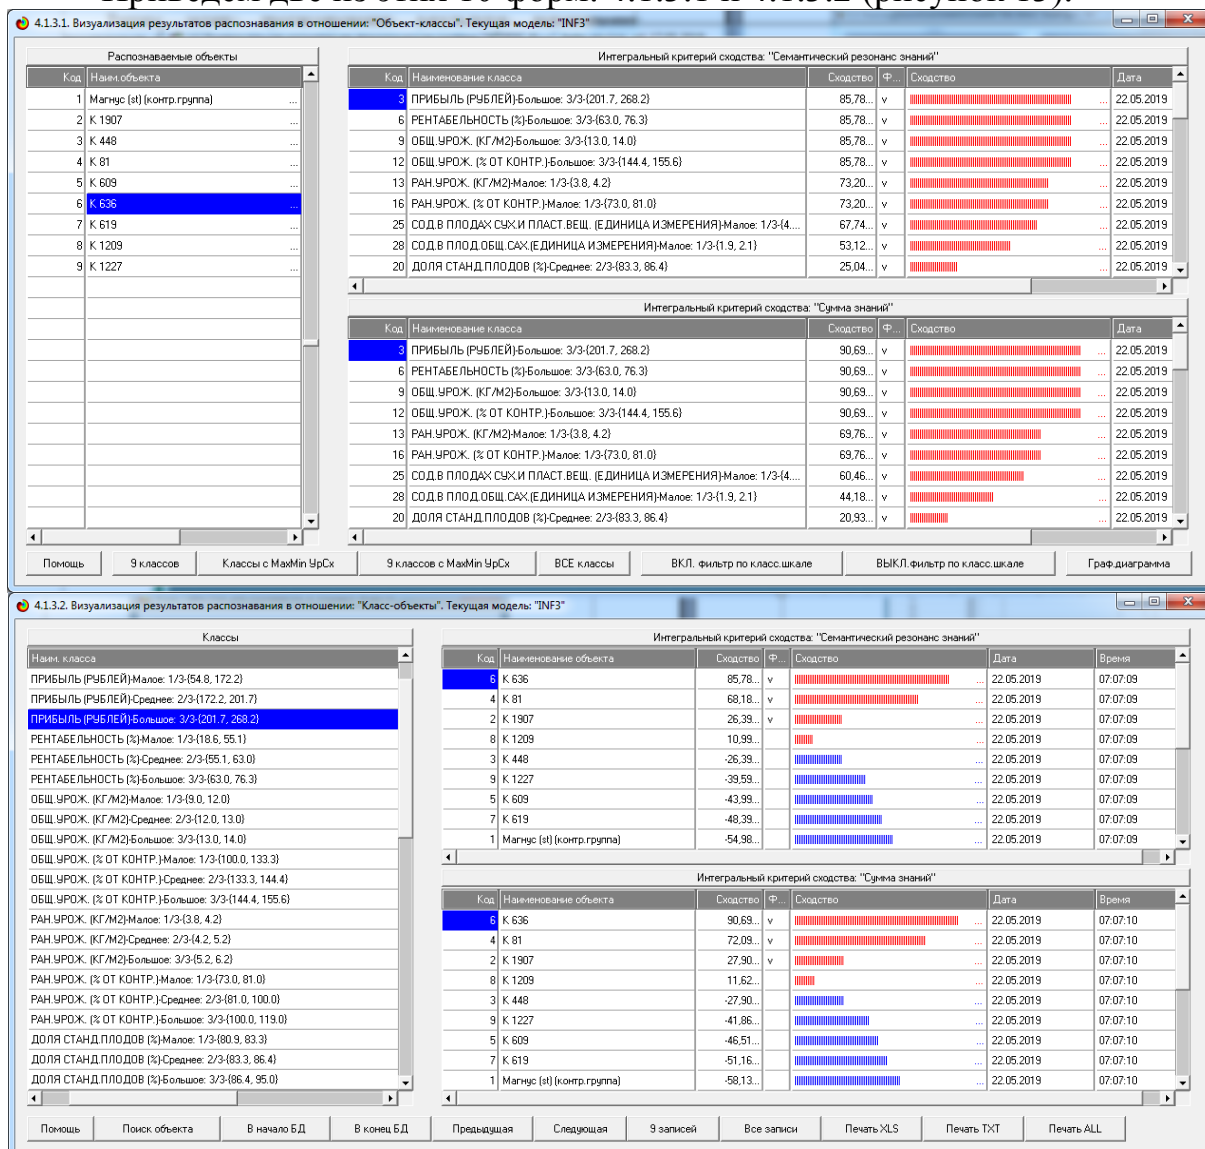 Приведем две из этих 10 форм: 4.1.3.1 и 4.1.3.2 (рисунок 13):
4.1.3.1. Визуализация результатов распознавания в отношении: "Объект-классы". Текущая модель: "INF3"
Распознаваемые объекты
Код Наим.объекта
1 Магнус (st) (контр.группа) ...
2 К 1907 ...
3 К 448 ...
4 К 81 ...
5 К 609 ...
6 К 636 ...
7 К 619 ...
8 К 1209 ...
9 К 1227 ...
Интегральный критерий сходства: "Семантический резонанс знаний"
Код Наименование класса Сходство Ф... Сходство Дата
3 ПРИБЫЛЬ (РУБЛЕЙ)-Большое: 3/3-{201.7, 268.2} 85,78... v ... 22.05.2019
6 РЕНТАБЕЛЬНОСТЬ (%)-Большое: 3/3-{63.0, 76.3} 85,78... v ... 22.05.2019
9 ОБЩ.УРОЖ. (КГ/М2)-Большое: 3/3-{13.0, 14.0} 85,78... v ... 22.05.2019
12 ОБЩ.УРОЖ. (% ОТ КОНТР.)-Большое: 3/3-{144.4, 155.6} 85,78... v ... 22.05.2019
13 РАН.УРОЖ. (КГ/М2)-Малое: 1/3-{3.8, 4.2} 73,20... v ... 22.05.2019
16 РАН.УРОЖ. (% ОТ КОНТР.)-Малое: 1/3-{73.0, 81.0} 73,20... v ... 22.05.2019
25 СОД.В ПЛОДАХ СУХ.И ПЛАСТ.ВЕЩ. (ЕДИНИЦА ИЗМЕРЕНИЯ)-Малое: 1/3-{4.... 67,74... v ... 22.05.2019
28 СОД.В ПЛОД.ОБЩ.САХ.(ЕДИНИЦА ИЗМЕРЕНИЯ)-Малое: 1/3-{1.9, 2.1} 53,12... v ... 22.05.2019
20 ДОЛЯ СТАНД.ПЛОДОВ (%)-Среднее: 2/3-{83.3, 86.4} 25,04... v ... 22.05.2019
Интегральный критерий сходства: "Сумма знаний"
Код Наименование класса Сходство Ф... Сходство Дата
3 ПРИБЫЛЬ (РУБЛЕЙ)-Большое: 3/3-{201.7, 268.2} 90,69... v ... 22.05.2019
6 РЕНТАБЕЛЬНОСТЬ (%)-Большое: 3/3-{63.0, 76.3} 90,69... v ... 22.05.2019
9 ОБЩ.УРОЖ. (КГ/М2)-Большое: 3/3-{13.0, 14.0} 90,69... v ... 22.05.2019
12 ОБЩ.УРОЖ. (% ОТ КОНТР.)-Большое: 3/3-{144.4, 155.6} 90,69... v ... 22.05.2019
13 РАН.УРОЖ. (КГ/М2)-Малое: 1/3-{3.8, 4.2} 69,76... v ... 22.05.2019
16 РАН.УРОЖ. (% ОТ КОНТР.)-Малое: 1/3-{73.0, 81.0} 69,76... v ... 22.05.2019
25 СОД.В ПЛОДАХ СУХ.И ПЛАСТ.ВЕЩ. (ЕДИНИЦА ИЗМЕРЕНИЯ)-Малое: 1/3-{4.... 60,46... v ... 22.05.2019
28 СОД.В ПЛОД.ОБЩ.САХ.(ЕДИНИЦА ИЗМЕРЕНИЯ)-Малое: 1/3-{1.9, 2.1} 44,18... v ... 22.05.2019
20 ДОЛЯ СТАНД.ПЛОДОВ (%)-Среднее: 2/3-{83.3, 86.4} 20,93... v ... 22.05.2019
Помощь 9 классов Классы с MaxMin УрСх 9 классов с MaxMin УрСх ВСЕ классы ВКЛ. фильтр по класс.шкале ВЫКЛ.фильтр по класс.шкале Граф.диаграмма
4.1.3.2. Визуализация результатов распознавания в отношении: "Класс-объекты". Текущая модель: "INF3"
Классы
Наим. класса
ПРИБЫЛЬ (РУБЛЕЙ)-Малое: 1/3-{54.8, 172.2}
ПРИБЫЛЬ (РУБЛЕЙ)-Среднее: 2/3-{172.2, 201.7}
ПРИБЫЛЬ (РУБЛЕЙ)-Большое: 3/3-{201.7, 268.2}
РЕНТАБЕЛЬНОСТЬ (%)-Малое: 1/3-{18.6, 55.1}
РЕНТАБЕЛЬНОСТЬ (%)-Среднее: 2/3-{55.1, 63.0}
РЕНТАБЕЛЬНОСТЬ (%)-Большое: 3/3-{63.0, 76.3}
ОБЩ.УРОЖ. (КГ/М2)-Малое: 1/3-{9.0, 12.0}
ОБЩ.УРОЖ. (КГ/М2)-Среднее: 2/3-{12.0, 13.0}
ОБЩ.УРОЖ. (КГ/М2)-Большое: 3/3-{13.0, 14.0}
ОБЩ.УРОЖ. (% ОТ КОНТР.)-Малое: 1/3-{100.0, 133.3}
ОБЩ.УРОЖ. (% ОТ КОНТР.)-Среднее: 2/3-{133.3, 144.4}
ОБЩ.УРОЖ. (% ОТ КОНТР.)-Большое: 3/3-{144.4, 155.6}
РАН.УРОЖ. (КГ/М2)-Малое: 1/3-{3.8, 4.2}
РАН.УРОЖ. (КГ/М2)-Среднее: 2/3-{4.2, 5.2}
РАН.УРОЖ. (КГ/М2)-Большое: 3/3-{5.2, 6.2}
РАН.УРОЖ. (% ОТ КОНТР.)-Малое: 1/3-{73.0, 81.0}
РАН.УРОЖ. (% ОТ КОНТР.)-Среднее: 2/3-{81.0, 100.0}
РАН.УРОЖ. (% ОТ КОНТР.)-Большое: 3/3-{100.0, 119.0}
ДОЛЯ СТАНД.ПЛОДОВ (%)-Малое: 1/3-{80.9, 83.3}
ДОЛЯ СТАНД.ПЛОДОВ (%)-Среднее: 2/3-{83.3, 86.4}
ДОЛЯ СТАНД.ПЛОДОВ (%)-Большое: 3/3-{86.4, 95.0}
Интегральный критерий сходства: "Семантический резонанс знаний"
Код Наименование объекта Сходство Ф... Сходство Дата Время
6 К 636 85,78... v ... 22.05.2019 07:07:09
4 К 81 68,18... v ... 22.05.2019 07:07:09
2 К 1907 26,39... v ... 22.05.2019 07:07:09
8 К 1209 10,99... ... 22.05.2019 07:07:09
3 К 448 -26,39... ... 22.05.2019 07:07:09
9 К 1227 -39,59... ... 22.05.2019 07:07:09
5 К 609 -43,99... ... 22.05.2019 07:07:09
7 К 619 -48,39... ... 22.05.2019 07:07:09
1 Магнус (st) (контр.группа) -54,98... ... 22.05.2019 07:07:09
Интегральный критерий сходства: "Сумма знаний"
Код Наименование объекта Сходство Ф... Сходство Дата Время
6 К 636 90,69... v ... 22.05.2019 07:07:10
4 К 81 72,09... v ... 22.05.2019 07:07:10
2 К 1907 27,90... v ... 22.05.2019 07:07:10
8 К 1209 11,62... ... 22.05.2019 07:07:10
3 К 448 -27,90... ... 22.05.2019 07:07:10
9 К 1227 -41,86... ... 22.05.2019 07:07:10
5 К 609 -46,51... ... 22.05.2019 07:07:10
7 К 619 -51,16... ... 22.05.2019 07:07:10
1 Магнус (st) (контр.группа) -58,13... ... 22.05.2019 07:07:10
Помощь Поиск объекта В начало БД В конец БД Предыдущая Следующая 9 записей Все записи Печать XLS Печать TXT Печать ALL